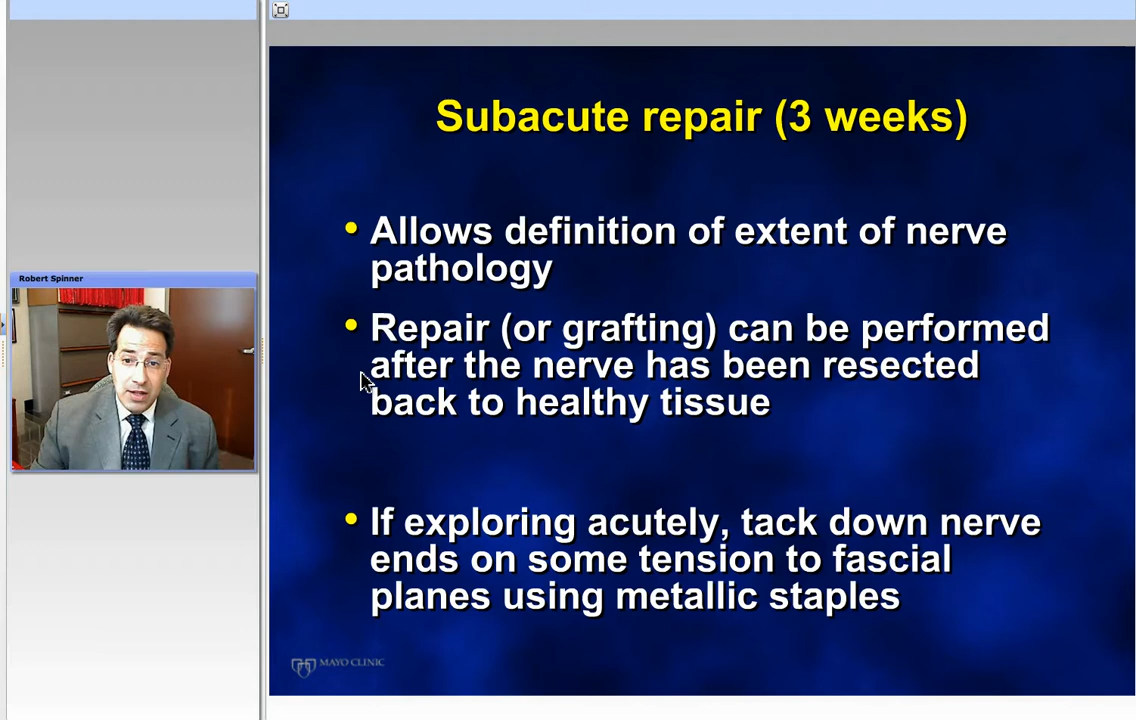 Robert Spinner
Subacute repair (3 weeks)
• Allows definition of extent of nerve
pathology
• Repair (or grafting) can be performed
after the nerve has been resected
back to healthy tissue
• If exploring acutely, tack down nerve
ends on some tension to fascial
planes using metallic staples
MAYO CLINIC